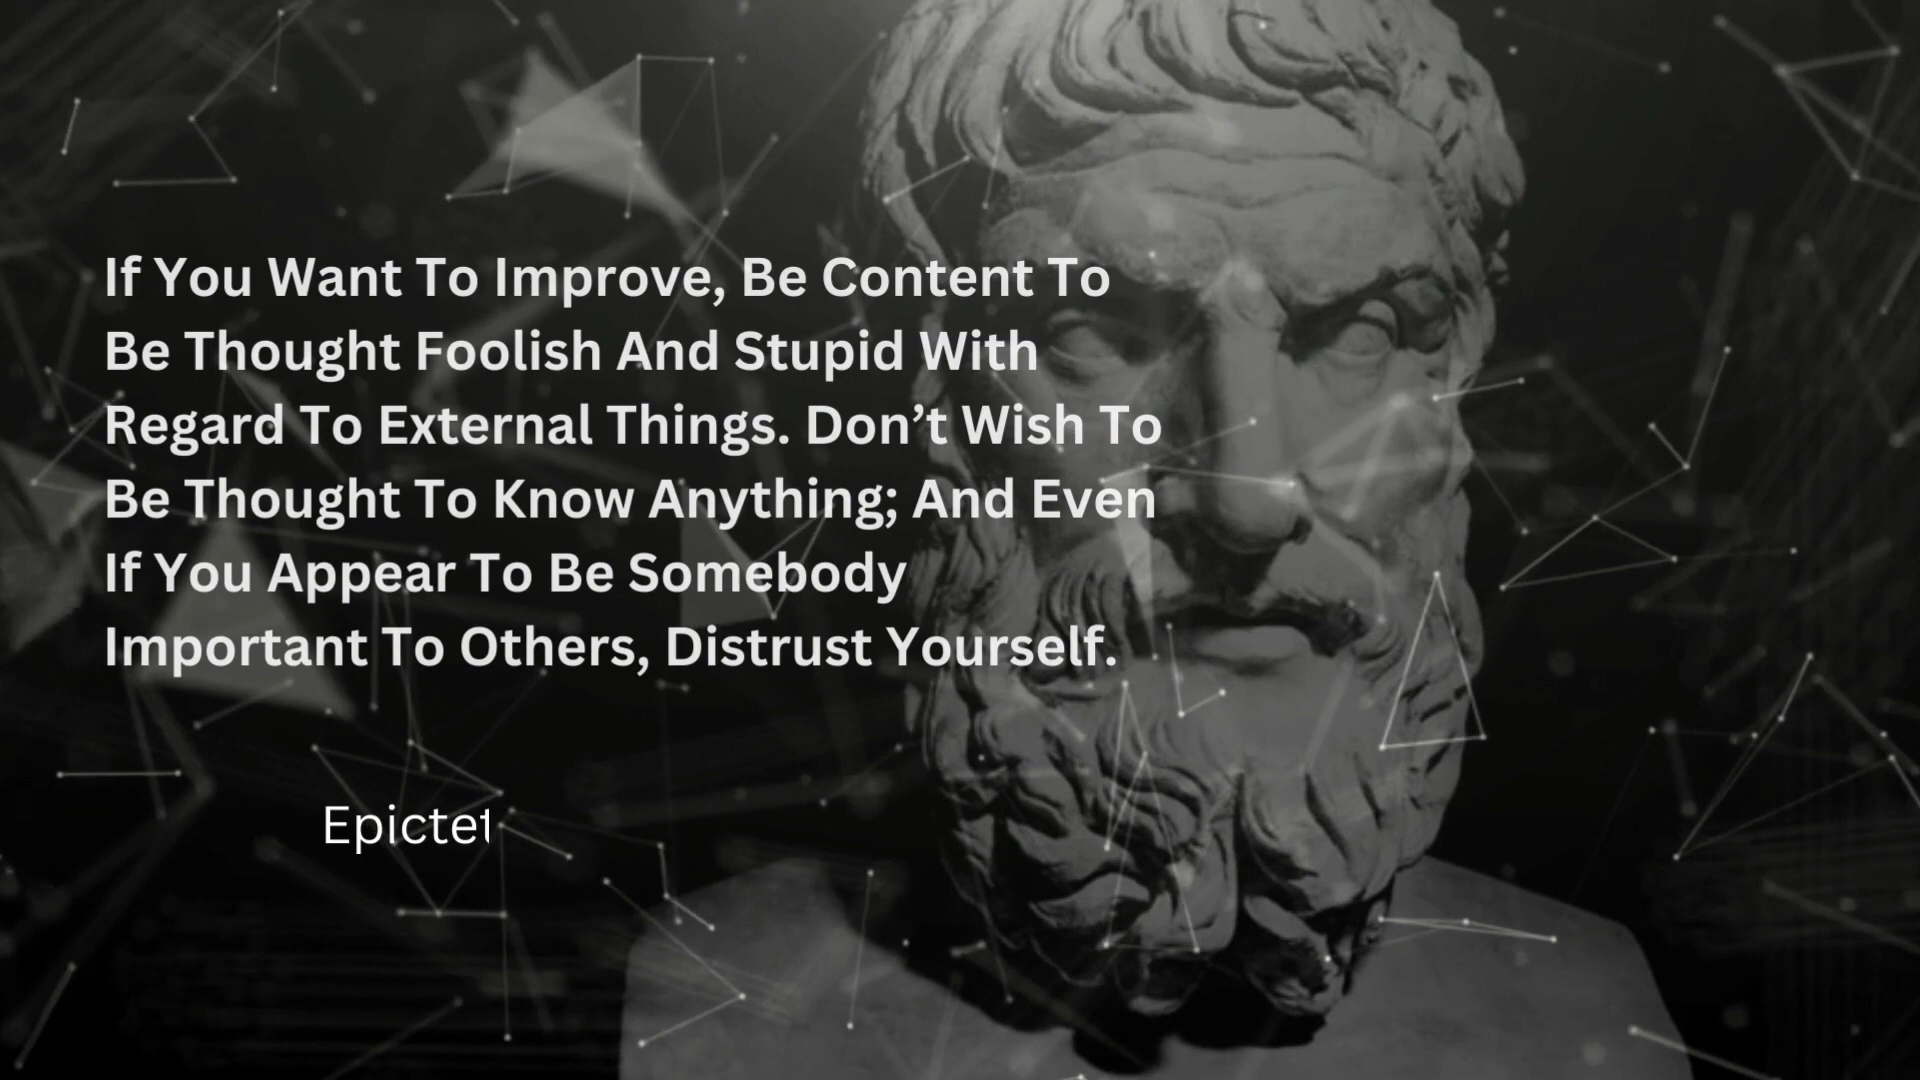 If You Want To Improve, Be Content To
Be Thought Foolish And Stupid With
Regard To External Things. Don’t Wish To
Be Thought To Know Anything; And Even
If You Appear To Be Somebody
Important To Others, Distrust Yourself.
Epictet